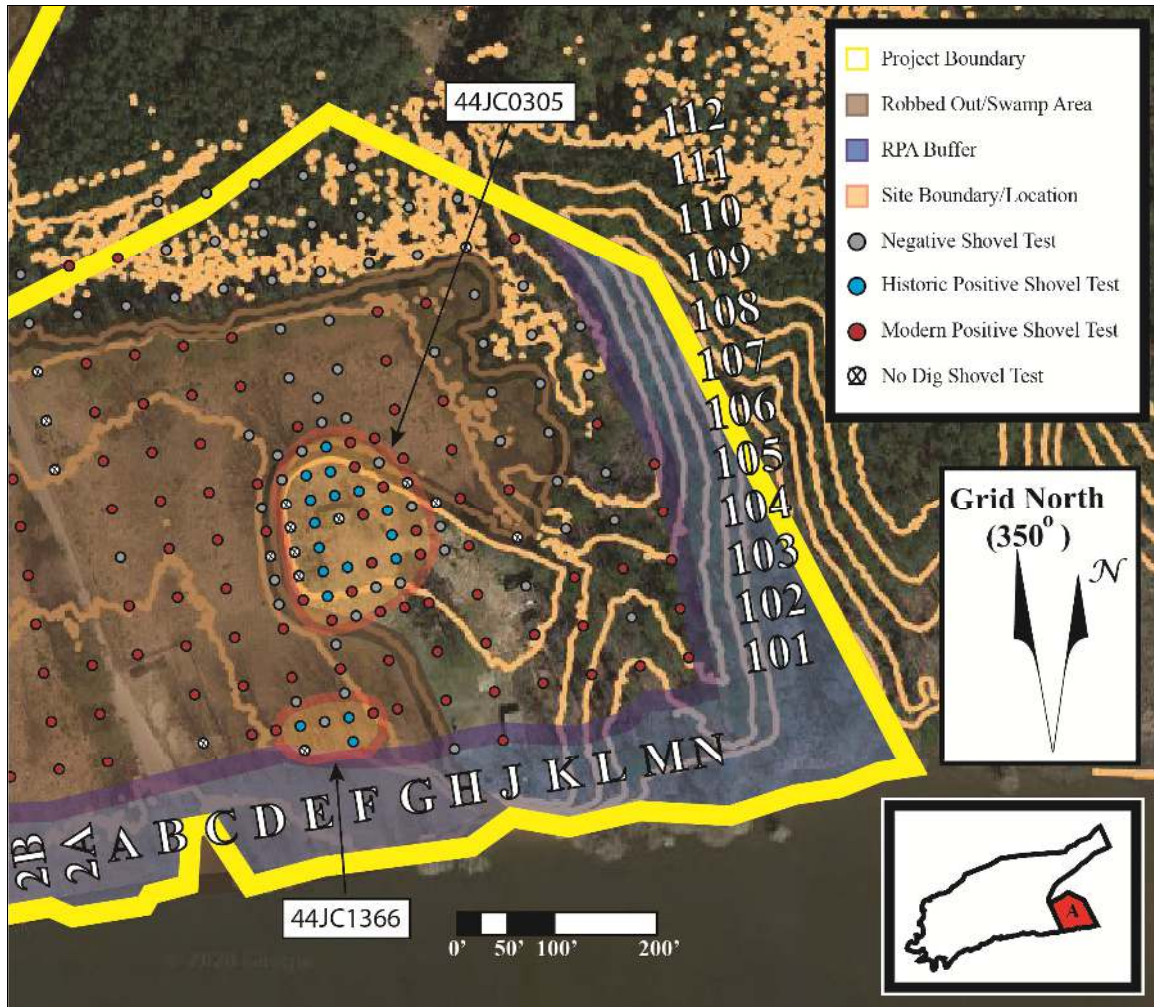 44JC0305
112
111
110
109
108
107
106
105
104
103
102
101
Project Boundary
Robbed Out/Swamp Area
RPA Buffer
Site Boundary/Location
Negative Shovel Test
Historic Positive Shovel Test
Modern Positive Shovel Test
No Dig Shovel Test
Grid North
(350°)
N
2B 2A A B C D E F G H J K L M N
44JC1366
0' 50' 100' 200'
A